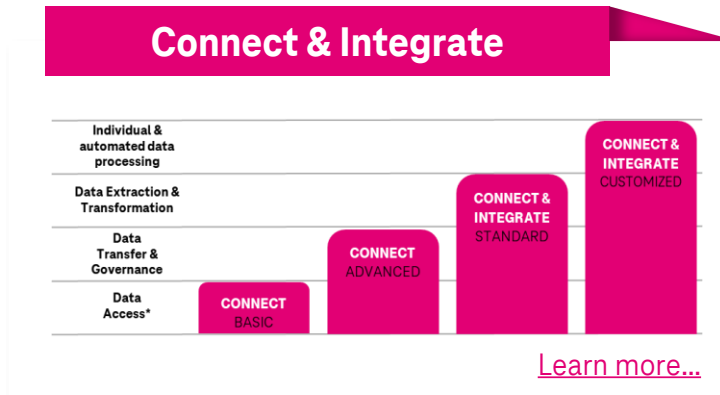 Connect & Integrate
Individual &
automated data
processing
Data Extraction &
Transformation
Data
Transfer &
Governance
Data
Access*
CONNECT
BASIC
CONNECT
ADVANCED
CONNECT &
INTEGRATE
STANDARD
CONNECT &
INTEGRATE
CUSTOMIZED
Learn more...